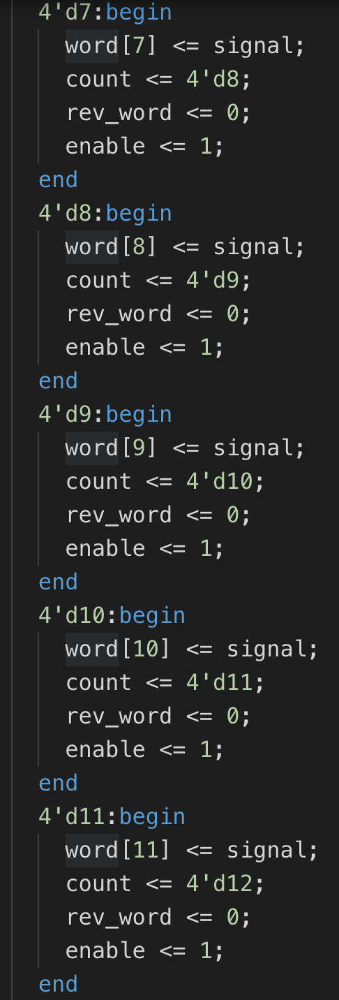 4'd7:begin
word[7] <= signal;
count <= 4'd8;
rev_word <= 0;
enable <= 1;
end
4'd8:begin
word[8] <= signal;
count <= 4'd9;
rev_word <= 0;
enable <= 1;
end
4'd9:begin
word[9] <= signal;
count <= 4'd10;
rev_word <= 0;
enable <= 1;
end
4'd10:begin
word[10] <= signal;
count <= 4'd11;
rev_word <= 0;
enable <= 1;
end
4'd11:begin
word[11] <= signal;
count <= 4'd12;
rev_word <= 0;
enable <= 1;
end